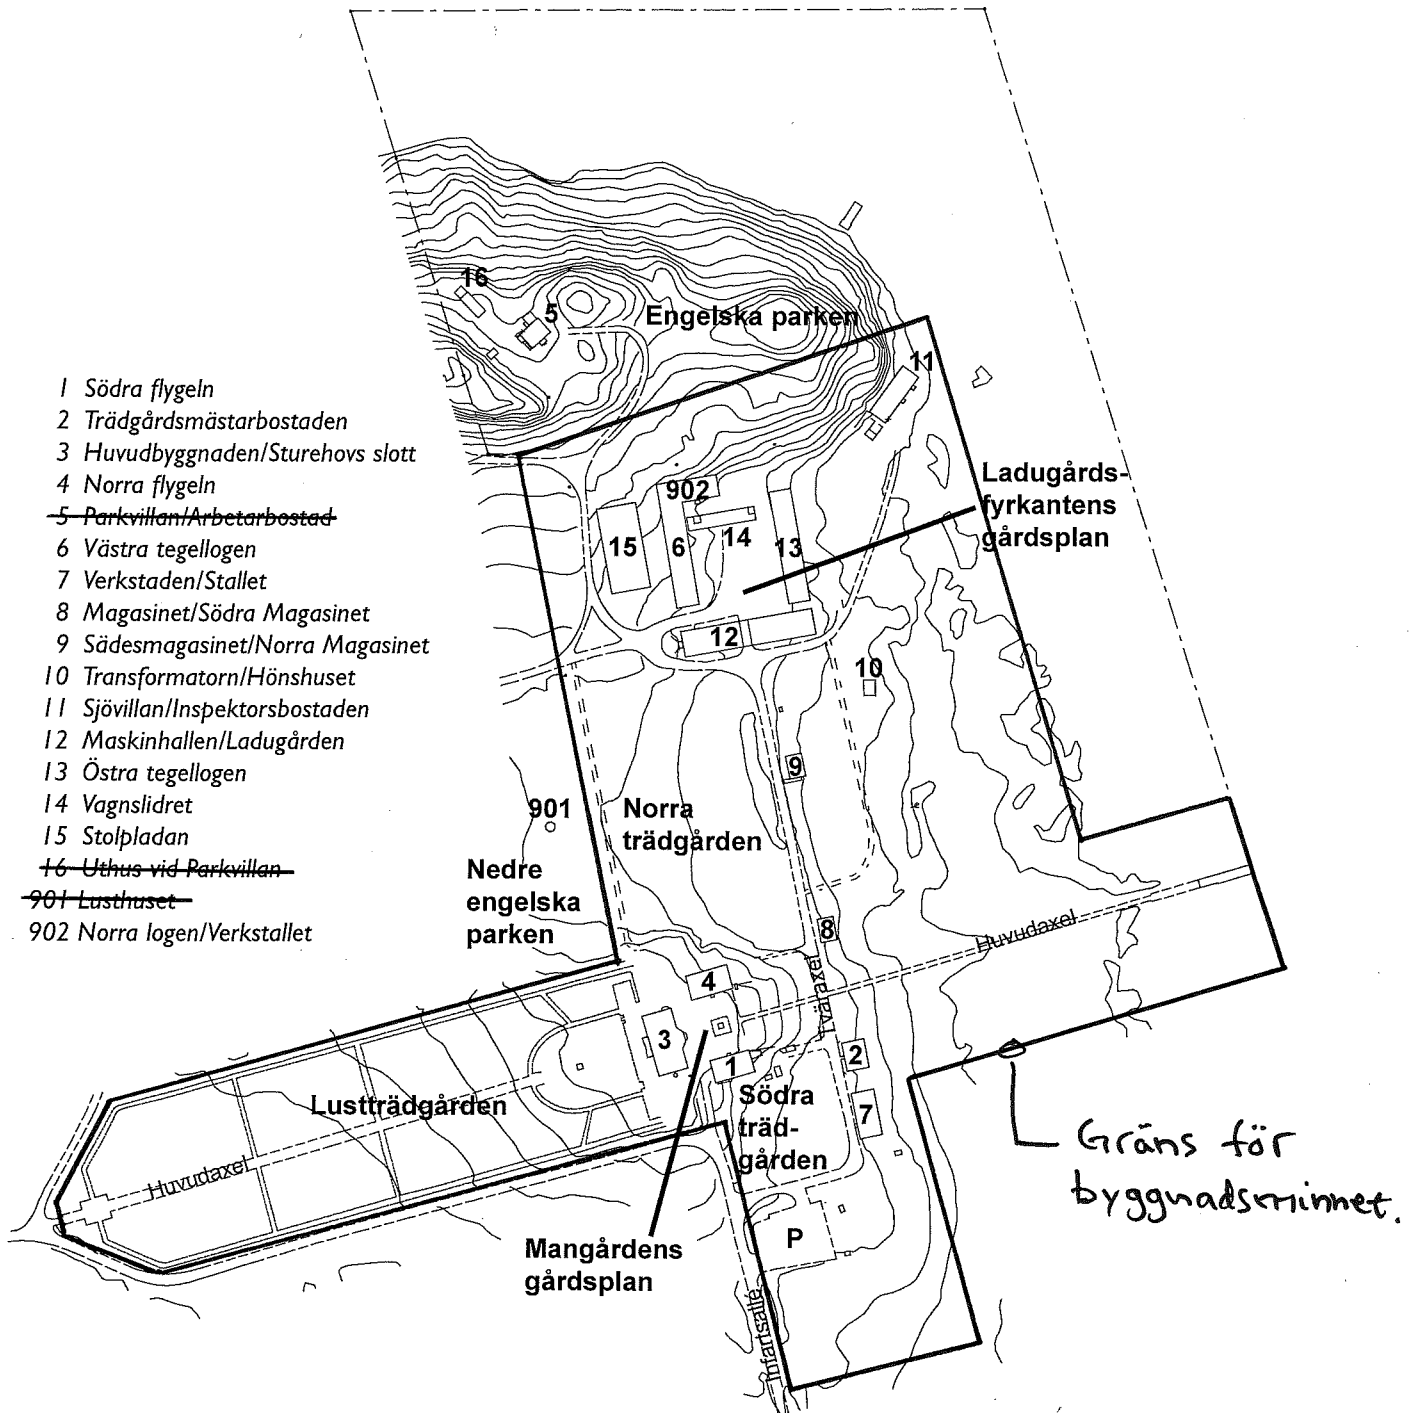 16
5
Engelska parken
11
1 Södra flygeln
2 Trädgårdsmästarbostaden
3 Huvudbyggnaden/Sturehovs slott
4 Norra flygeln
5 Parkvillan/Arbetarbostad
6 Västra tegellogen
7 Verkstaden/Stallet
8 Magasinet/Södra Magasinet
9 Sädesmagasinet/Norra Magasinet
10 Transformatorn/Hönshuset
11 Sjövillan/Inspektorsbostaden
12 Maskinhallen/Ladugården
13 Östra tegellogen
14 Vagnslidret
15 Stolpladan
16 Uthus vid Parkvillan
901 Lusthuset
902 Norra logen/Verkstallet
Ladugårds-
fyrkantens
gårdsplan
902
15
6
14
13
12
10
9
901
Norra
trädgården
Nedre
engelska
parken
8
Huvudaxel
Tväraxel
4
3
1
2
7
Södra
träd-
gården
Lustträdgården
Huvudaxel
Gräns för
byggnadsminnet.
P
Mangårdens
gårdsplan
Infartsallé